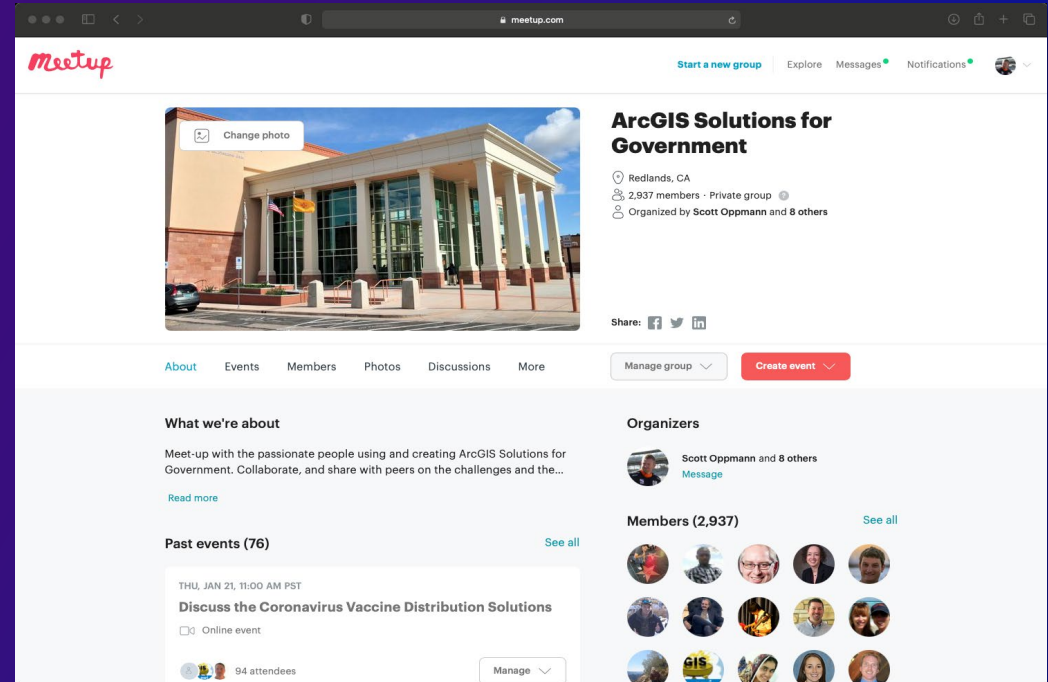 meetup.com
Meetup
Start a new group
Explore
Messages
Notifications
Change photo
ArcGIS Solutions for
Government
Redlands, CA
2,937 members · Private group ?
Organized by Scott Oppmann and 8 others
Share:
About
Events
Members
Photos
Discussions
More
Manage group
Create event
What we're about
Meet-up with the passionate people using and creating ArcGIS Solutions for
Government. Collaborate, and share with peers on the challenges and the...
Read more
Past events (76)
See all
THU, JAN 21, 11:00 AM PST
Discuss the Coronavirus Vaccine Distribution Solutions
Online event
94 attendees
Manage
Organizers
Scott Oppmann and 8 others
Message
Members (2,937)
See all
GIS